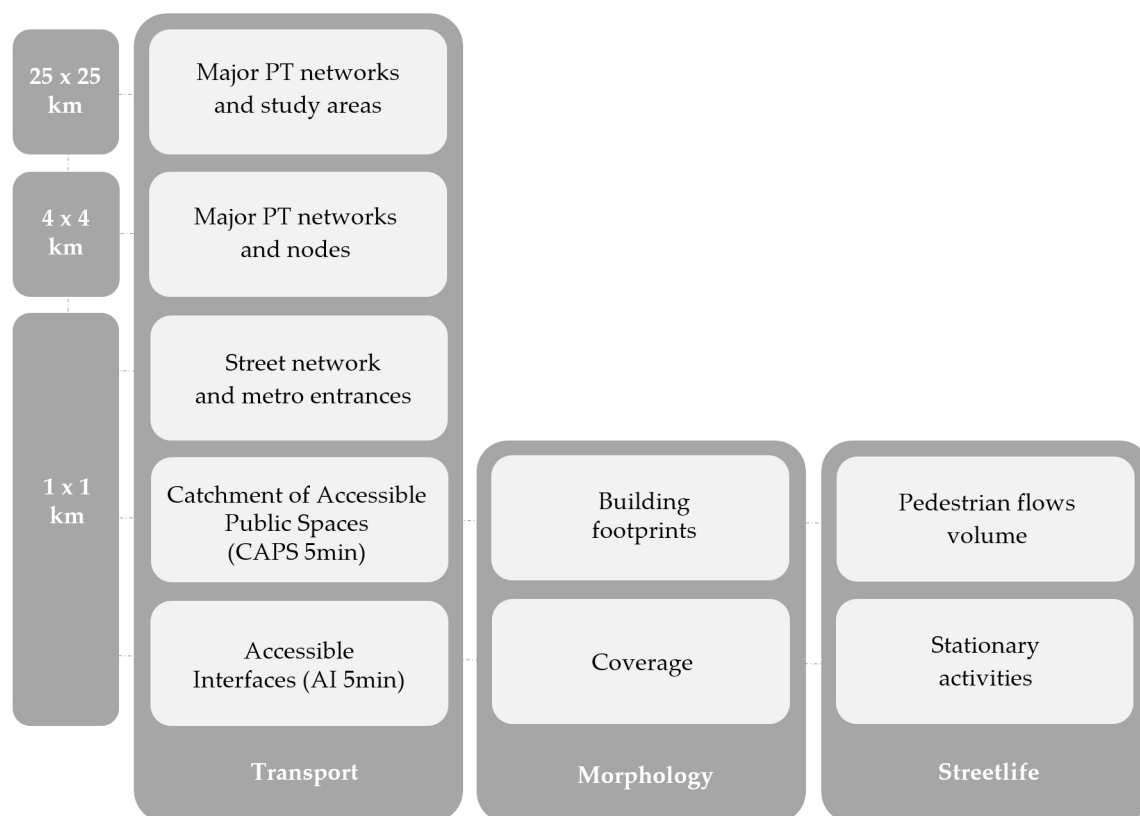 25 x 25
km
Major PT networks
and study areas
4 x 4
km
Major PT networks
and nodes
1 x 1
km
Street network
and metro entrances
Catchment of Accessible
Public Spaces
(CAPS 5min)
Building
footprints
Pedestrian flows
volume
Accessible
Interfaces (AI 5min)
Coverage
Stationary
activities
Transport
Morphology
Streetlife